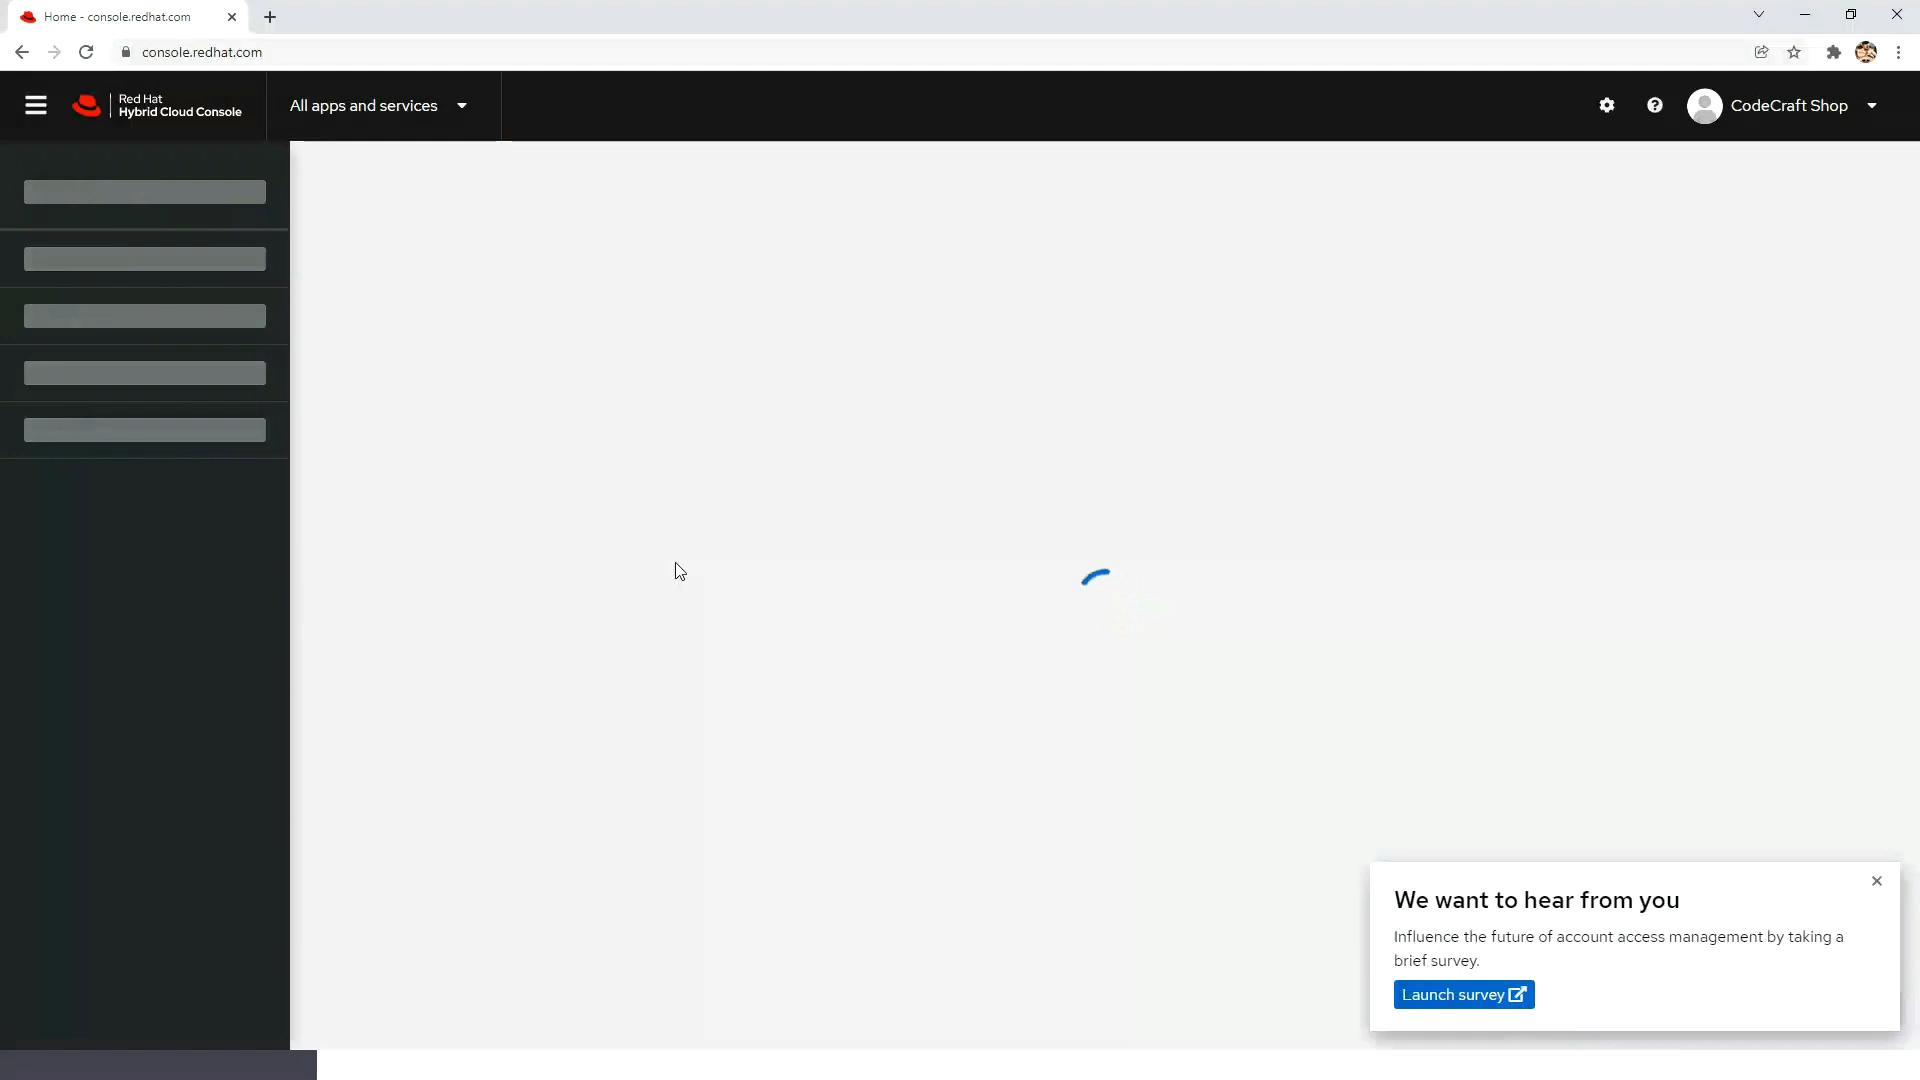 Home - console.redhat.com
console.redhat.com
Red Hat
Hybrid Cloud Console
All apps and services
CodeCraft Shop
We want to hear from you
Influence the future of account access management by taking a
brief survey.
Launch survey